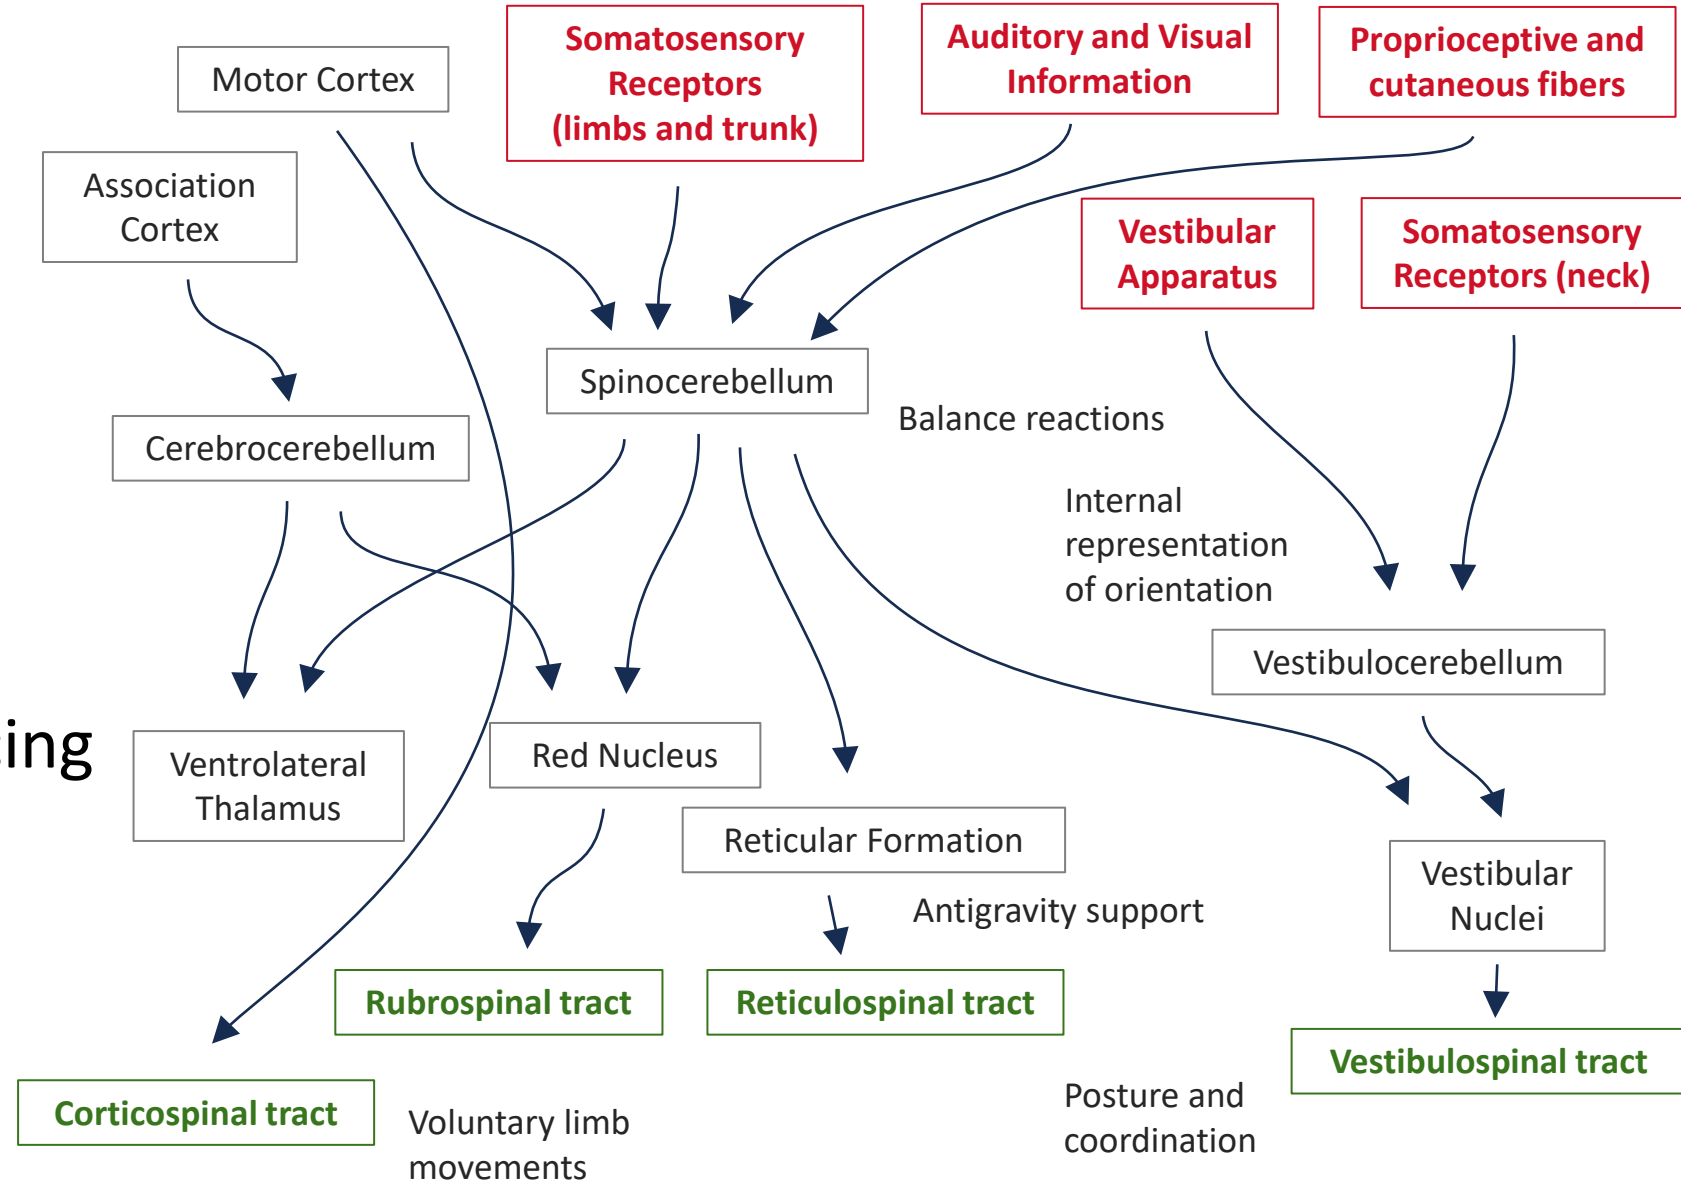 Motor Cortex
Somatosensory
Receptors
(limbs and trunk)
Auditory and Visual
Information
Proprioceptive and
cutaneous fibers
Association
Cortex
Vestibular
Apparatus
Somatosensory
Receptors (neck)
Spinocerebellum
Balance reactions
Cerebrocerebellum
Internal
representation
of orientation
Vestibulocerebellum
Ventrolateral
Thalamus
Red Nucleus
Reticular Formation
Vestibular
Nuclei
Antigravity support
Rubrospinal tract
Reticulospinal tract
Vestibulospinal tract
Corticospinal tract
Voluntary limb
movements
Posture and
coordination